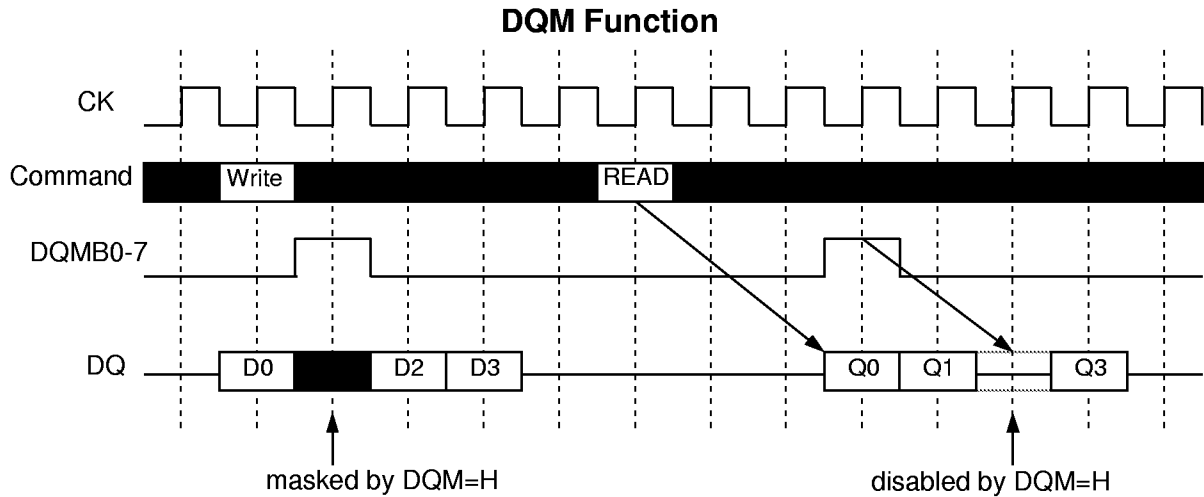 DQM Function
CK
Command
Write
READ
DQMB0-7
DQ
D0
D2
D3
Q0
Q1
Q3
masked by DQM=H
disabled by DQM=H